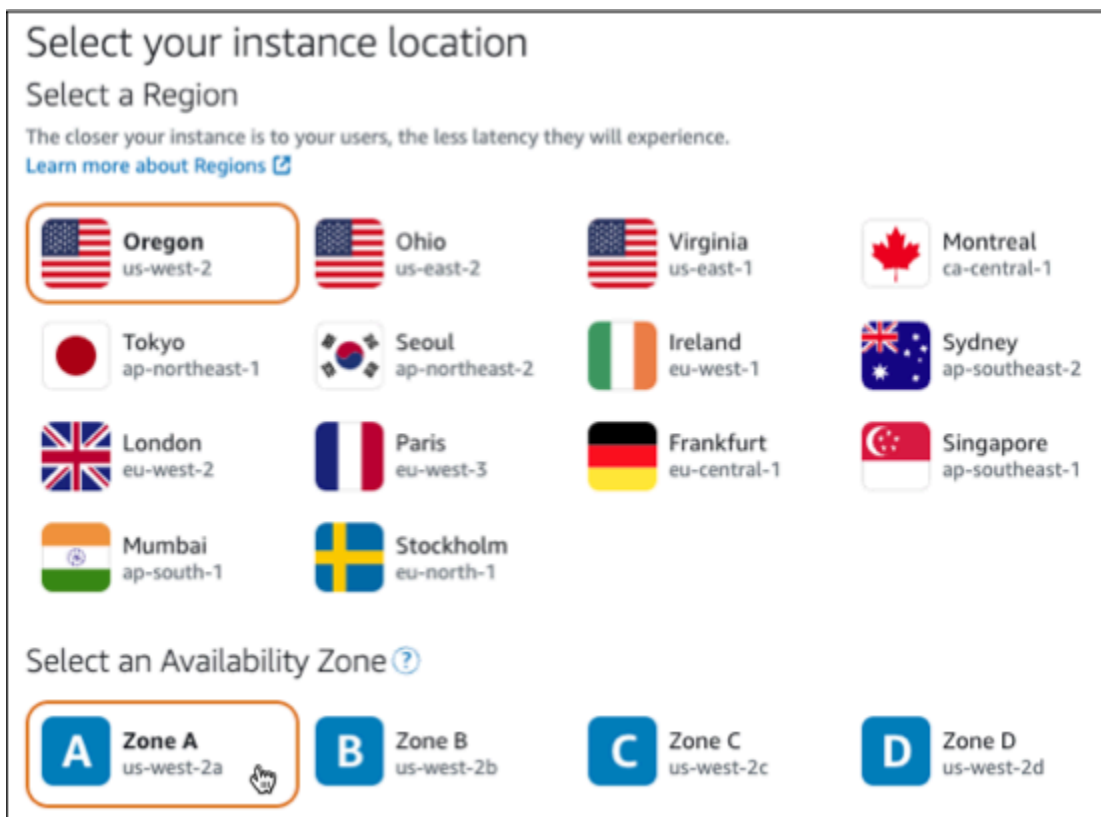 Select your instance location
Select a Region
The closer your instance is to your users, the less latency they will experience.
Learn more about Regions
Oregon
us-west-2
Ohio
us-east-2
Virginia
us-east-1
Montreal
ca-central-1
Tokyo
ap-northeast-1
Seoul
ap-northeast-2
Ireland
eu-west-1
Sydney
ap-southeast-2
London
eu-west-2
Paris
eu-west-3
Frankfurt
eu-central-1
Singapore
ap-southeast-1
Mumbai
ap-south-1
Stockholm
eu-north-1
Select an Availability Zone ?
A
Zone A
us-west-2a
B
Zone B
us-west-2b
C
Zone C
us-west-2c
D
Zone D
us-west-2d